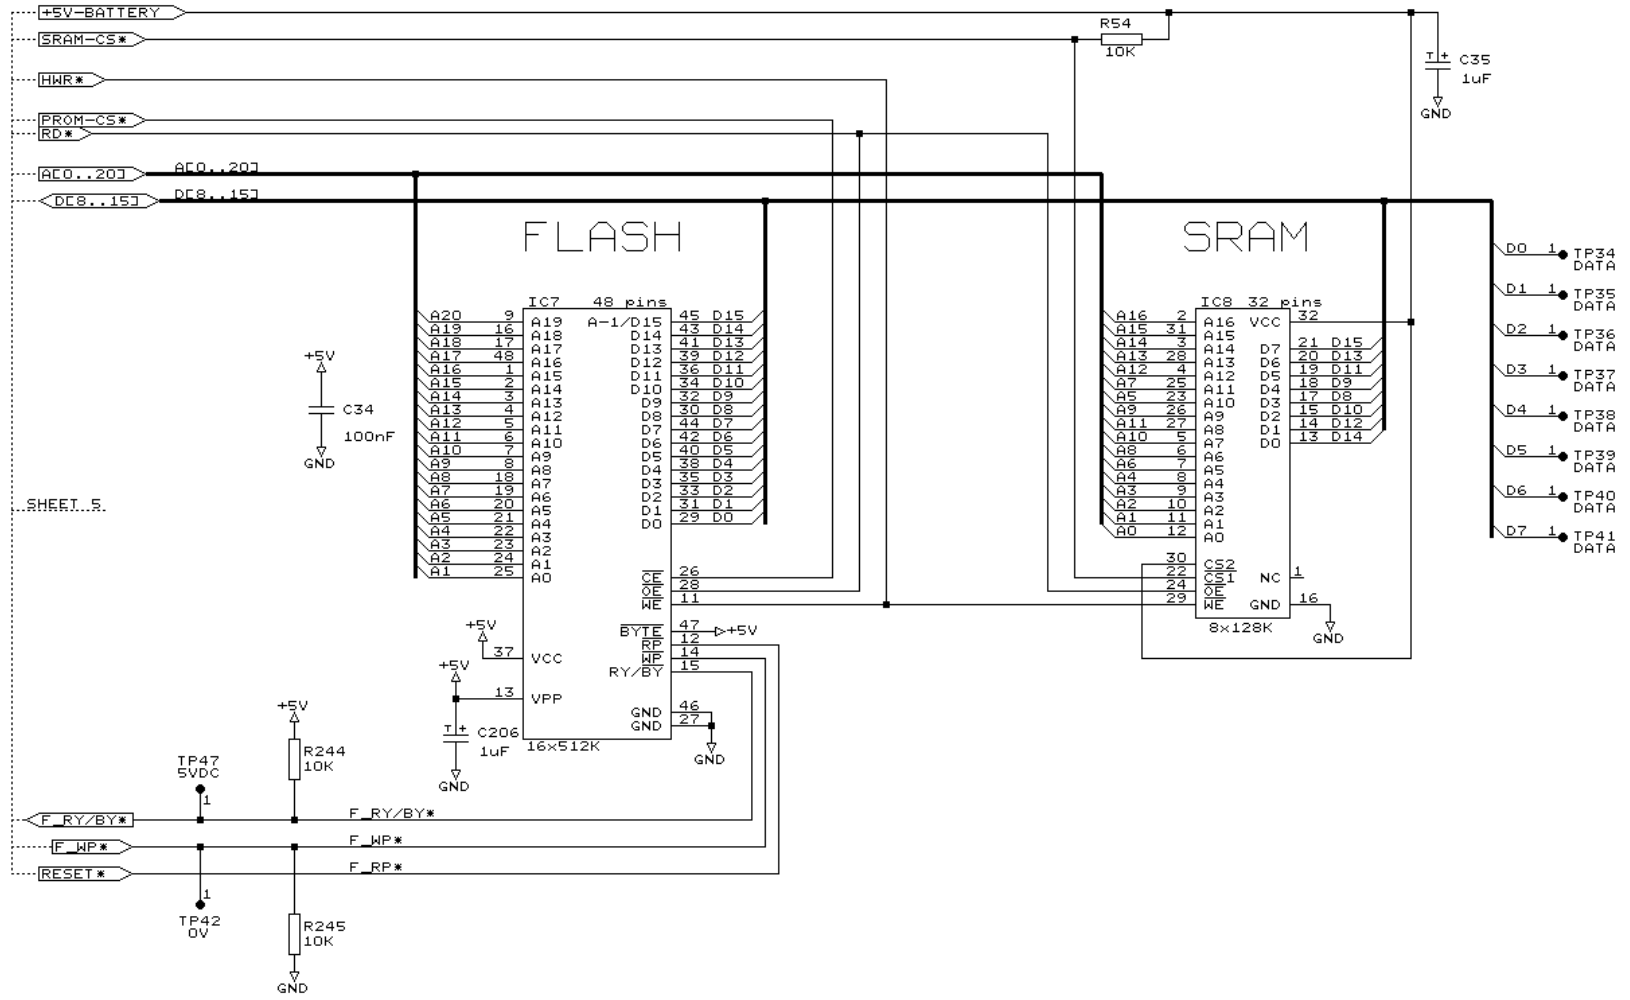 +5V-BATTERY
SRAM-CS*
HWR*
PROM-CS*
RD*
A[0..20] A[0..20]
D[8..15] D[8..15]
R54
10K
T + C35
1uF
GND
FLASH
SRAM
IC7 48 pins
A20 9 A19 A-1/D15 45 D15
A19 16 A18 D14 43 D14
A18 17 A17 D13 41 D13
A17 48 A16 D12 39 D12
A16 1 A15 D11 36 D11
A15 2 A14 D10 34 D10
A14 3 A13 D9 32 D9
A13 4 A12 D8 30 D8
A12 5 A11 D7 44 D7
A11 6 A10 D6 42 D6
A10 7 A9 D5 40 D5
A9 8 A8 D4 38 D4
A8 18 A7 D3 35 D3
A7 19 A6 D2 33 D2
A6 20 A5 D1 31 D1
A5 21 A4 D0 29 D0
A4 22 A3
A3 23 A2
A2 24 A1
A1 25 A0
CE 26
OE 28
WE 11
BYTE 47 +5V
RP 12
WP 14
RY/BY 15
+5V
37 VCC
+5V
13 VPP
GND 46
GND 27
GND
16x512K
T + C206
1uF
GND
IC8 32 pins
A16 2 A16 VCC 32
A15 31 A15
A14 3 A14 D7 21 D15
A13 28 A13 D6 20 D13
A12 4 A12 D5 19 D11
A7 25 A11 D4 18 D9
A5 23 A10 D3 17 D8
A9 26 A9 D2 15 D10
A11 27 A8 D1 14 D12
A10 5 A7 D0 13 D14
A8 6 A6
A6 7 A5
A4 8 A4
A3 9 A3
A2 10 A2
A1 11 A1
A0 12 A0
30 CS2
22 CS1 NC 1
24 OE
29 WE GND 16
8x128K
GND
D0 1 TP34
DATA
D1 1 TP35
DATA
D2 1 TP36
DATA
D3 1 TP37
DATA
D4 1 TP38
DATA
D5 1 TP39
DATA
D6 1 TP40
DATA
D7 1 TP41
DATA
+5V
C34
100nF
GND
SHEET 5
+5V
R244
10K
TP47
5VDC
1
F_RY/BY* F_RY/BY*
F_WP* F_WP*
RESET* F_RP*
1
TP42
0V
R245
10K
GND